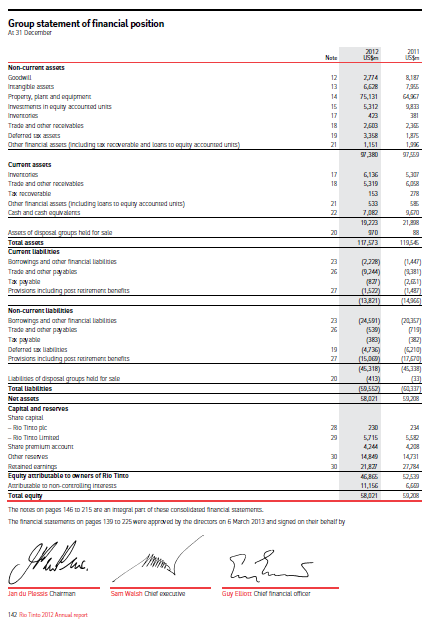 Group statement of financial position
At 31 December
Note 2012 US$m 2011 US$m
Non-current assets
Goodwill 12 2,774 8,187
Intangible assets 13 6,628 7,955
Property, plant and equipment 14 75,131 64,967
Investments in equity accounted units 15 5,312 9,833
Inventories 17 423 381
Trade and other receivables 18 2,603 2,365
Deferred tax assets 19 3,358 1,875
Other financial assets (including tax recoverable and loans to equity accounted units) 21 1,151 1,996
97,380 97,559
Current assets
Inventories 17 6,136 5,307
Trade and other receivables 18 5,319 6,058
Tax recoverable 153 278
Other financial assets (including loans to equity accounted units) 21 533 585
Cash and cash equivalents 22 7,082 9,670
19,223 21,898
Assets of disposal groups held for sale 20 970 88
Total assets 117,573 119,545
Current liabilities
Borrowings and other financial liabilities 23 (2,228) (1,447)
Trade and other payables 26 (9,244) (9,381)
Tax payable (827) (2,651)
Provisions including post retirement benefits 27 (1,522) (1,487)
(13,821) (14,966)
Non-current liabilities
Borrowings and other financial liabilities 23 (24,591) (20,357)
Trade and other payables 26 (539) (719)
Tax payable (383) (382)
Deferred tax liabilities 19 (4,736) (6,210)
Provisions including post retirement benefits 27 (15,069) (17,670)
(45,318) (45,338)
Liabilities of disposal groups held for sale 20 (413) (33)
Total liabilities (59,552) (60,337)
Net assets 58,021 59,208
Capital and reserves
Share capital
– Rio Tinto plc 28 230 234
– Rio Tinto Limited 29 5,715 5,582
Share premium account 4,244 4,208
Other reserves 30 14,849 14,731
Retained earnings 30 21,827 27,784
Equity attributable to owners of Rio Tinto 46,865 52,539
Attributable to non-controlling interests 11,156 6,669
Total equity 58,021 59,208
The notes on pages 146 to 215 are an integral part of these consolidated financial statements.
The financial statements on pages 139 to 225 were approved by the directors on 6 March 2013 and signed on their behalf by
Jan du Plessis Chairman Sam Walsh Chief executive Guy Elliott Chief financial officer
142 Rio Tinto 2012 Annual report